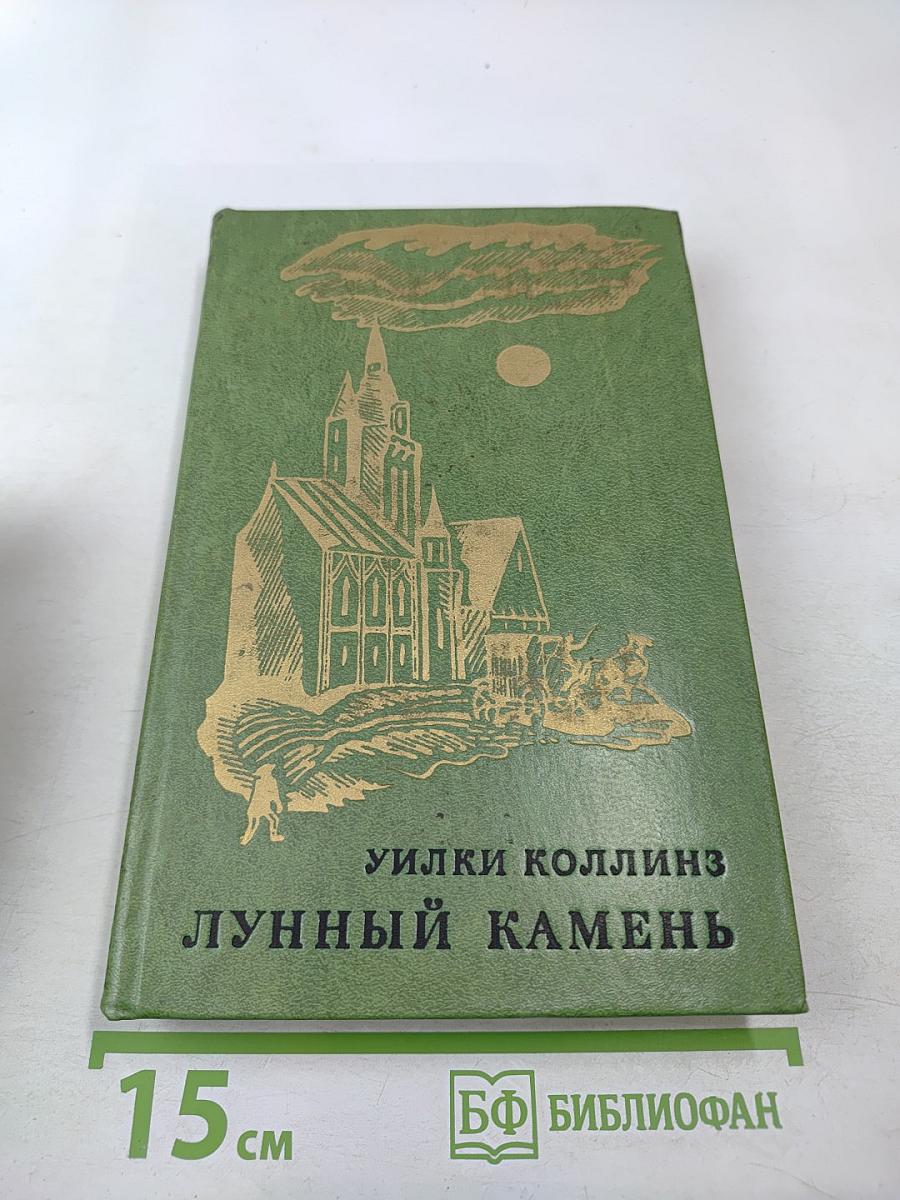 УИЛКИ КОЛЛИНЗ
ЛУННЫЙ КАМЕНЬ
15 см
БФ БИБЛИОФАН